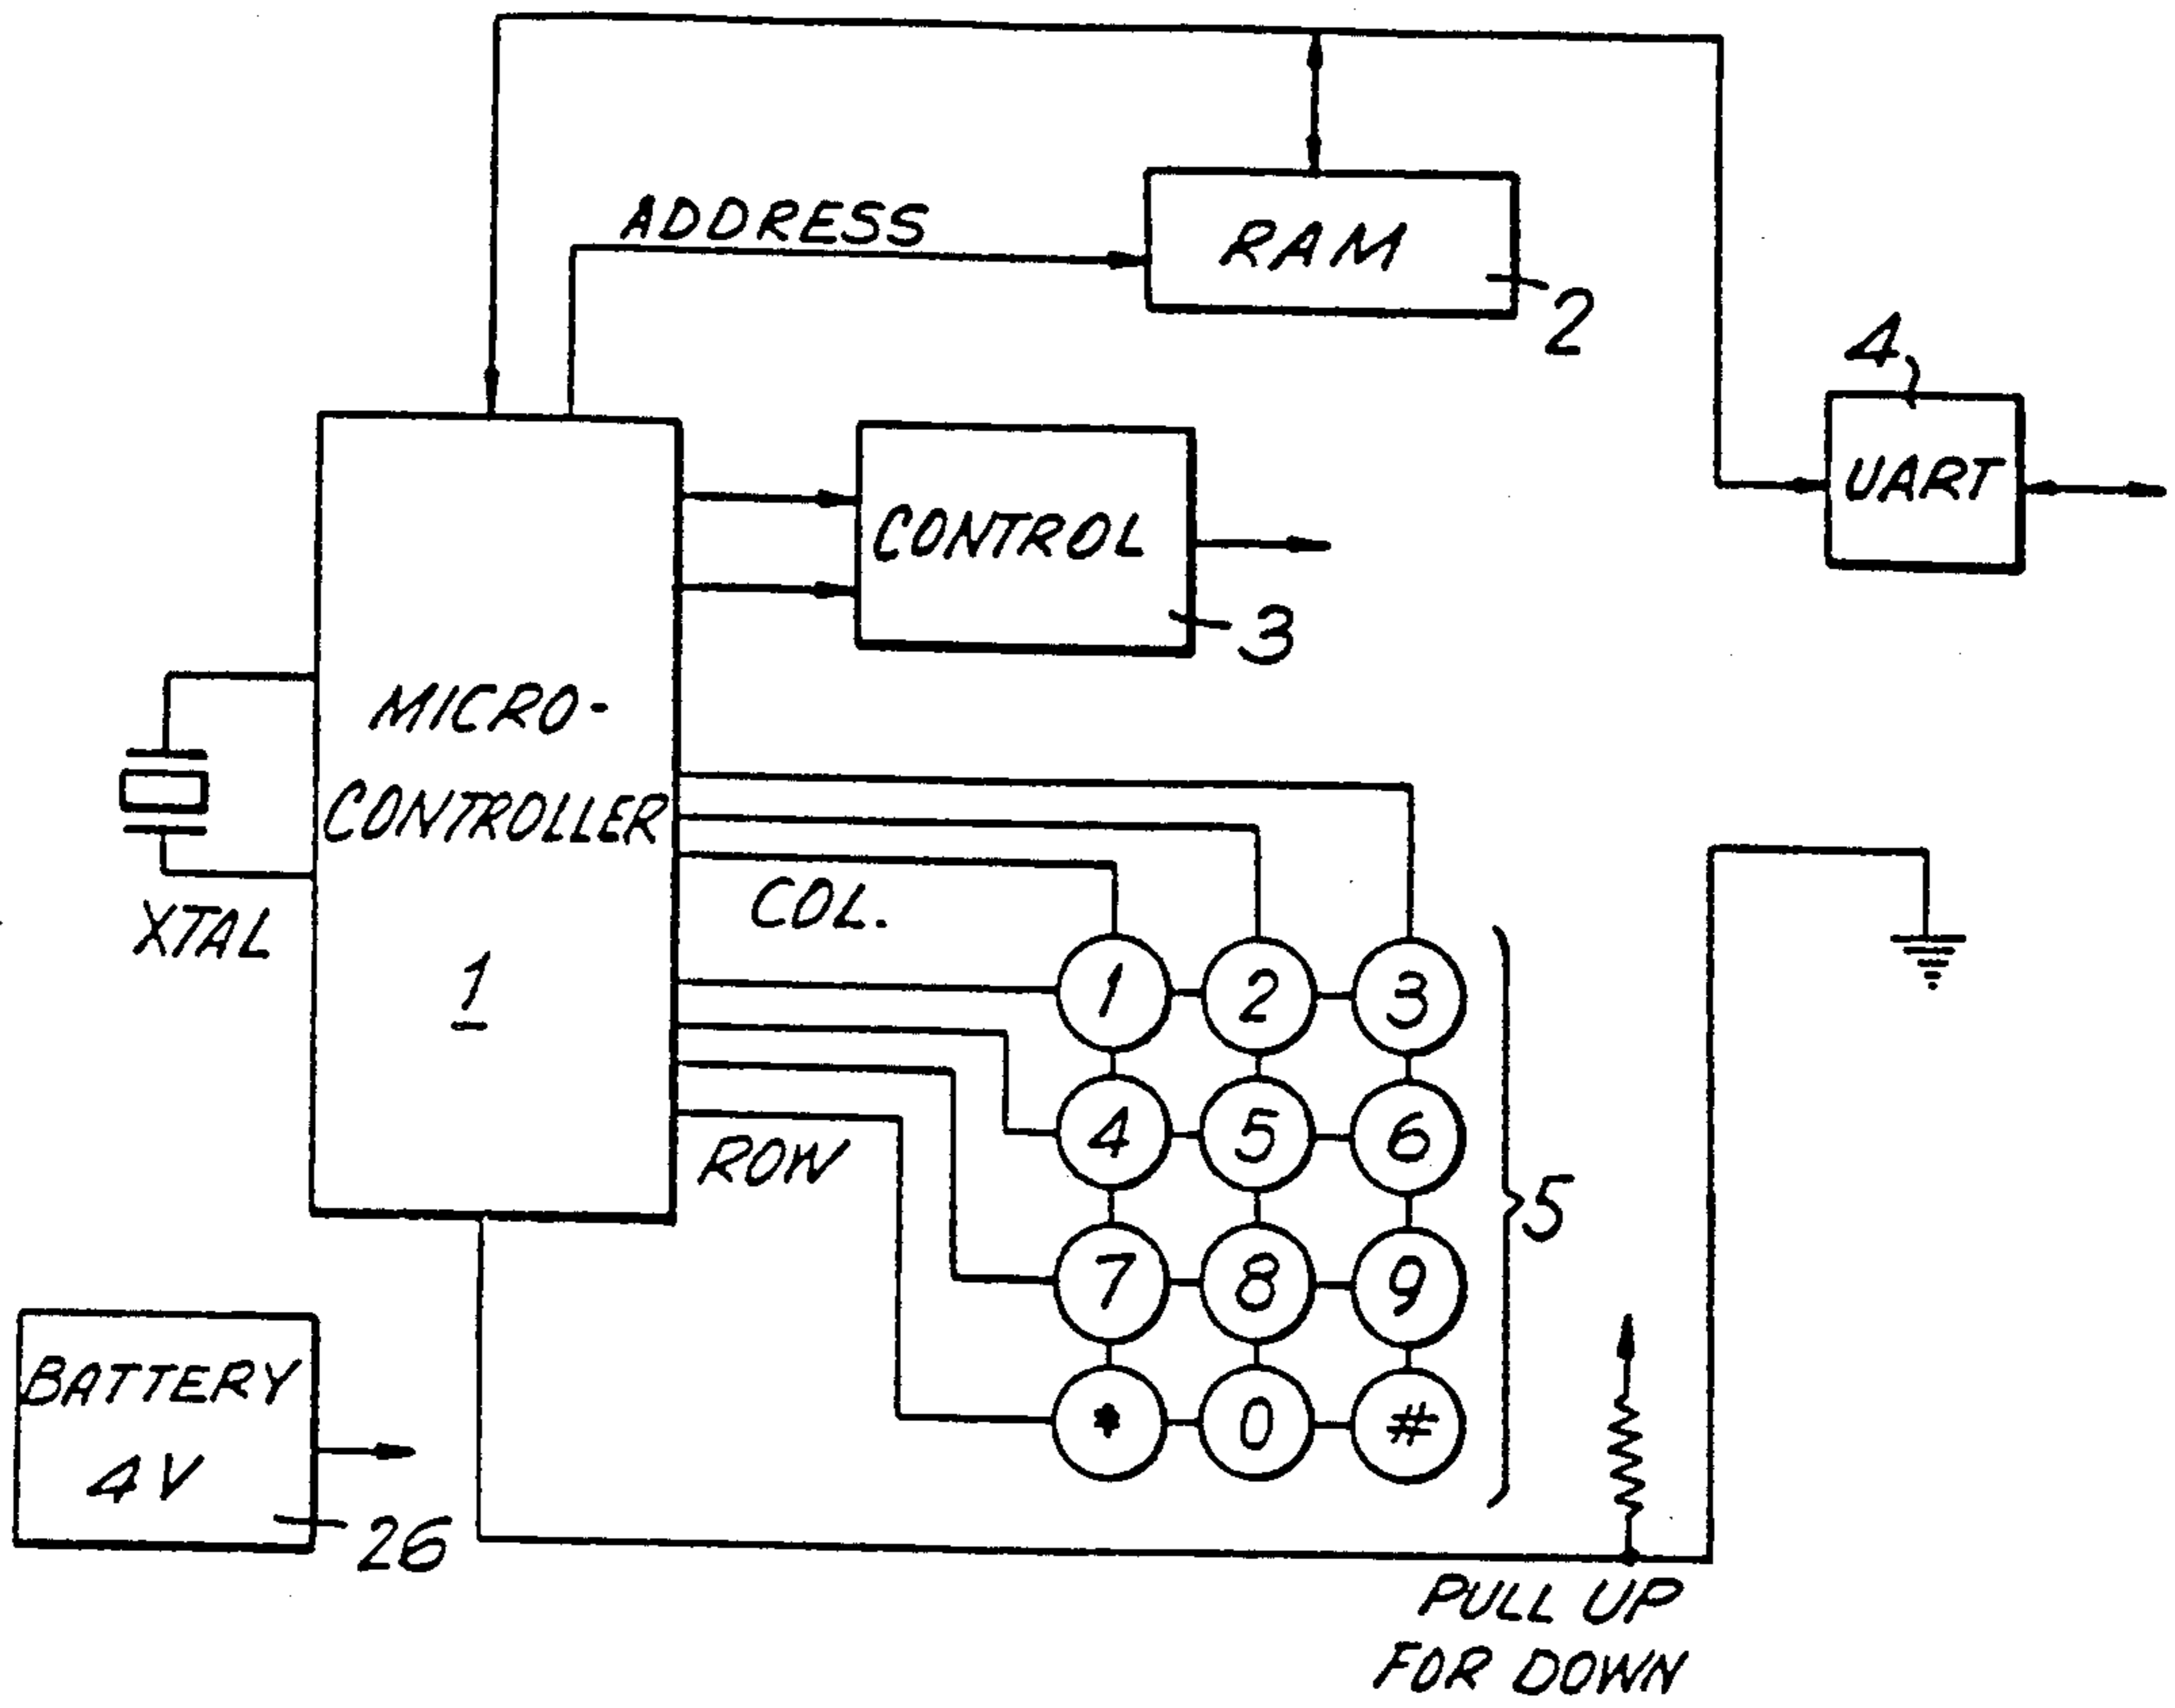 ADDRESS
RAM
2
4
UART
CONTROL
3
MICRO-
CONTROLLER
1
XTAL
COL.
1 2 3
4 5 6
7 8 9
* 0 #
ROW
5
BATTERY
4V
26
PULL UP
FOR DOWN